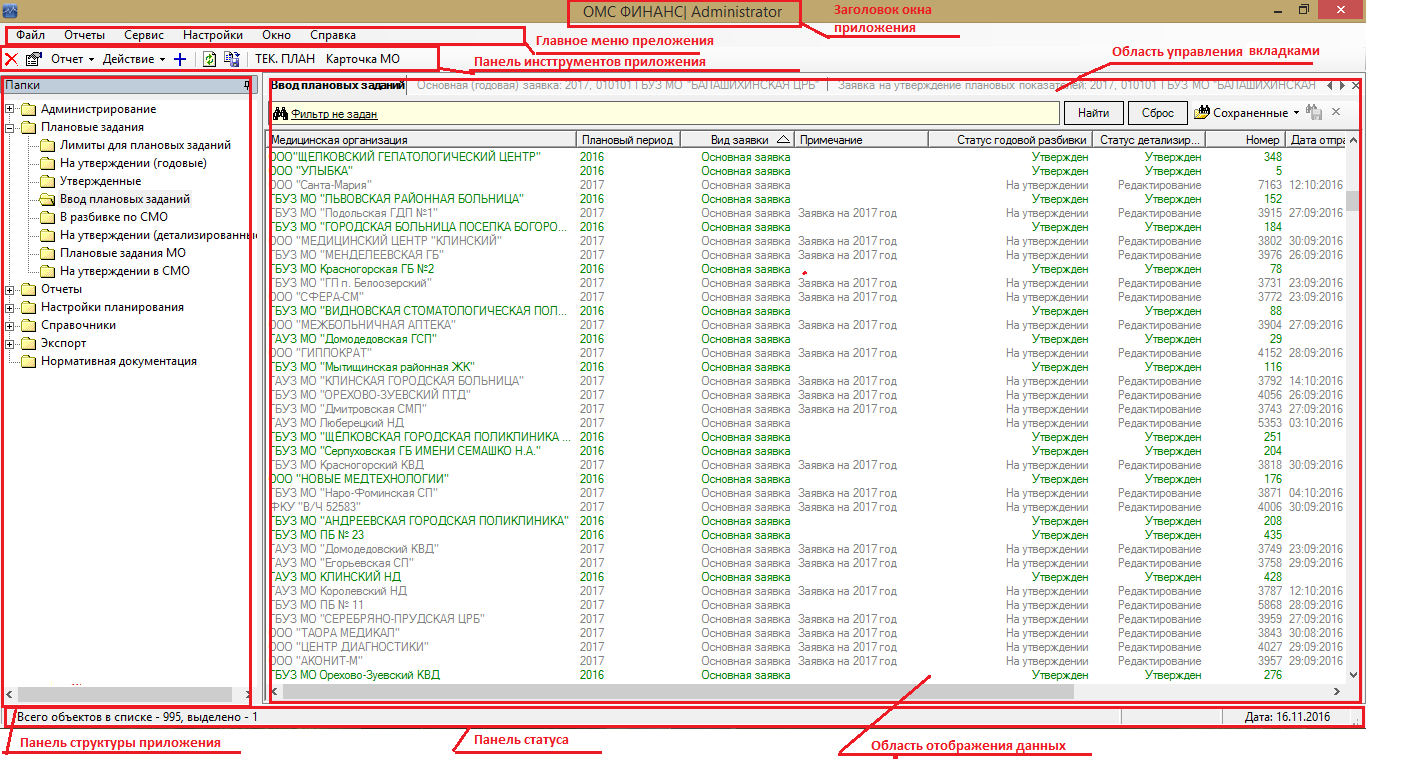 ОМС ФИНАНС| Administrator
Заголовок окна
приложения
Файл Отчеты Сервис Настройки Окно Справка
Главное меню преложения
Отчет Действие ТЕК. ПЛАН Карточка МО
Панель инсттрументов приложения
Область управления вкладками
Папки
Администрирование
Плановые задания
Лимиты для плановых заданий
На утверждении (годовые)
Утвержденные
Ввод плановых заданий
В разбивке по СМО
На утверждении (детализированны
Плановые задания МО
На утверждении в СМО
Отчеты
Настройки планирования
Справочники
Экспорт
Нормативная документация
Ввод плановых заданий Основная (годовая) заявка: 2017, 010101 ГБУЗ МО "БАЛАШИХИНСКАЯ ЦРБ" Заявка на утверждение плановых показателей: 2017, 010101 ГБУЗ МО "БАЛАШИХИНСКАЯ
Фильтр не задан Найти Сброс Сохраненные
Медицинская организация Плановый период Вид заявки Примечание Статус годовой разбивки Статус детализир... Номер Дата отпра
ООО"ЩЕЛКОВСКИЙ ГЕПАТОЛОГИЧЕСКИЙ ЦЕНТР" 2016 Основная заявка Утвержден Утвержден 348
ООО "УЛЫБКА" 2016 Основная заявка Утвержден Утвержден 5
ООО "Санта-Мария" 2017 Основная заявка На утверждении Редактирование 7163 12:10:2016
ГБУЗ МО "ЛЬВОВСКАЯ РАЙОННАЯ БОЛЬНИЦА" 2016 Основная заявка Утвержден Утвержден 152
ГБУЗ МО "Подольская ГДП №1" 2017 Основная заявка Заявка на 2017 год На утверждении Редактирование 3915 27:09:2016
ГБУЗ МО "ГОРОДСКАЯ БОЛЬНИЦА ПОСЕЛКА БОГОРО... 2016 Основная заявка Утвержден Утвержден 184
ООО "МЕДИЦИНСКИЙ ЦЕНТР "КЛИНСКИЙ" 2017 Основная заявка Заявка на 2017 год На утверждении Редактирование 3802 30:09:2016
ГБУЗ МО "МЕНДЕЛЕЕВСКАЯ ГБ" 2017 Основная заявка Заявка на 2017 год На утверждении Редактирование 3976 26:09:2016
ГБУЗ МО Красногорская ГБ №2 2016 Основная заявка Утвержден Утвержден 78
ГБУЗ МО "ГП п. Белоозерский" 2017 Основная заявка Заявка на 2017 год На утверждении Редактирование 3731 23:09:2016
ООО "СФЕРА-СМ" 2017 Основная заявка Заявка на 2017 год На утверждении Редактирование 3772 23:09:2016
ГБУЗ МО "ВИДНОВСКАЯ СТОМАТОЛОГИЧЕСКАЯ ПОЛ... 2016 Основная заявка Утвержден Утвержден 88
ООО "МЕЖБОЛЬНИЧНАЯ АПТЕКА" 2017 Основная заявка Заявка на 2017 год На утверждении Редактирование 3904 27:09:2016
ГАУЗ МО "Домодедовская ГСП" 2016 Основная заявка Утвержден Утвержден 29
ООО "ГИППОКРАТ" 2017 Основная заявка Заявка на 2017 год На утверждении Редактирование 4152 28:09:2016
ГБУЗ МО "Мытищинская районная ЖК" 2016 Основная заявка Утвержден Утвержден 116
ГАУЗ МО "КЛИНСКАЯ ГОРОДСКАЯ БОЛЬНИЦА" 2017 Основная заявка Заявка на 2017 год На утверждении Редактирование 3792 14:10:2016
ГБУЗ МО "ОРЕХОВО-ЗУЕВСКИЙ ПТД" 2017 Основная заявка Заявка на 2017 год На утверждении Редактирование 4056 26:09:2016
ГБУЗ МО "Дмитровская СМП" 2017 Основная заявка Заявка на 2017 год На утверждении Редактирование 3743 27:09:2016
ГАУЗ МО Люберецкий НД 2017 Основная заявка На утверждении Редактирование 5353 03:10:2016
ГБУЗ МО "ЩЁЛКОВСКАЯ ГОРОДСКАЯ ПОЛИКЛИНИКА ... 2016 Основная заявка Утвержден Утвержден 251
ГБУЗ МО "Серпуховская ГБ ИМЕНИ СЕМАШКО Н.А." 2016 Основная заявка Утвержден Утвержден 204
ГБУЗ МО Красногорский КВД 2017 Основная заявка Заявка на 2017 год На утверждении Редактирование 3818 30:09:2016
ООО "НОВЫЕ МЕДТЕХНОЛОГИИ" 2016 Основная заявка Утвержден Утвержден 176
ГБУЗ МО "Наро-Фоминская СП" 2017 Основная заявка Заявка на 2017 год На утверждении Редактирование 3871 04:10:2016
ФКУ "В/Ч 52583" 2017 Основная заявка Заявка на 2017 год На утверждении Редактирование 4006 30:09:2016
ГБУЗ МО "АНДРЕЕВСКАЯ ГОРОДСКАЯ ПОЛИКЛИНИКА" 2016 Основная заявка Утвержден Утвержден 208
ГБУЗ МО ПБ № 23 2016 Основная заявка Утвержден Утвержден 435
ГАУЗ МО "Домодедовский КВД" 2017 Основная заявка Заявка на 2017 год На утверждении Редактирование 3749 23:09:2016
ГАУЗ МО "Егорьевская СП" 2017 Основная заявка Заявка на 2017 год На утверждении Редактирование 3758 29:09:2016
ГАУЗ МО КЛИНСКИЙ НД 2016 Основная заявка Утвержден Утвержден 428
ГАУЗ МО Королевский НД 2017 Основная заявка Заявка на 2017 год На утверждении Редактирование 3787 12:10:2016
ГБУЗ МО ПБ № 11 2017 Основная заявка На утверждении Редактирование 5868 28:09:2016
ГБУЗ МО "СЕРЕБРЯНО-ПРУДСКАЯ ЦРБ" 2017 Основная заявка Заявка на 2017 год На утверждении Редактирование 3959 27:09:2016
ООО "ТАОРА МЕДИКАЛ" 2017 Основная заявка Заявка на 2017 год На утверждении Редактирование 3843 30:08:2016
ООО "ЦЕНТР ДИАГНОСТИКИ" 2017 Основная заявка Заявка на 2017 год На утверждении Редактирование 4027 29:09:2016
ООО "АКОНИТ-М" 2017 Основная заявка Заявка на 2017 год На утверждении Редактирование 3957 29:09:2016
ГБУЗ МО Орехово-Зуевский КВД 2016 Основная заявка Утвержден Утвержден 276
Всего объектов в списке - 995, выделено - 1 Дата: 16.11.2016
Панель структуры приложения
Панель статуса
Область отображения данных